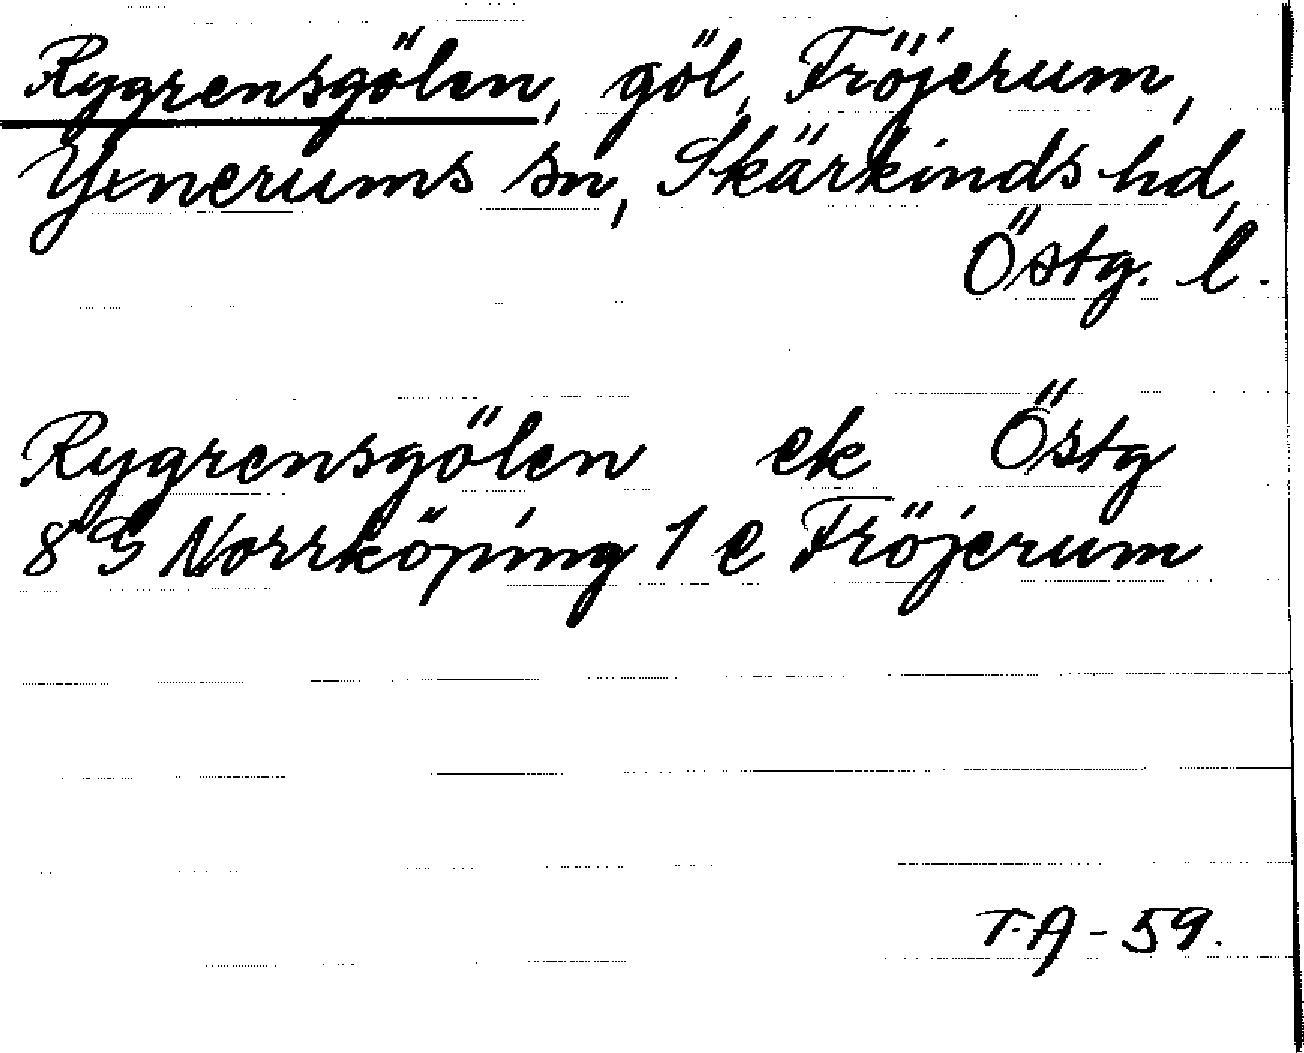 Rygrensgölen, göl, Fröjerum,
Yxnerums sn, Skärkinds hd,
Östg. l.
Rygrensgölen ek Östg
8 G Norrköping 1 e Fröjerum
T.A - 59.